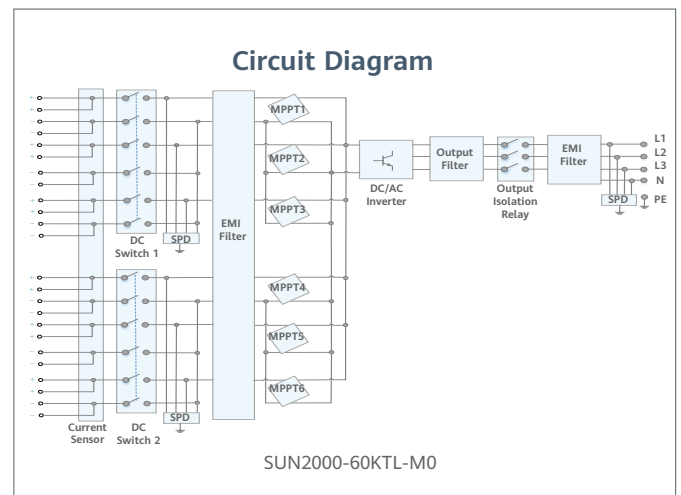 Circuit Diagram
MPPT1
MPPT2
MPPT3
MPPT4
MPPT5
MPPT6
EMI
Filter
DC
Switch 1
SPD
DC/AC
Inverter
Output
Filter
Output
Isolation
Relay
EMI
Filter
L1
L2
L3
N
PE
SPD
Current
Sensor
DC
Switch 2
SPD
SUN2000-60KTL-M0